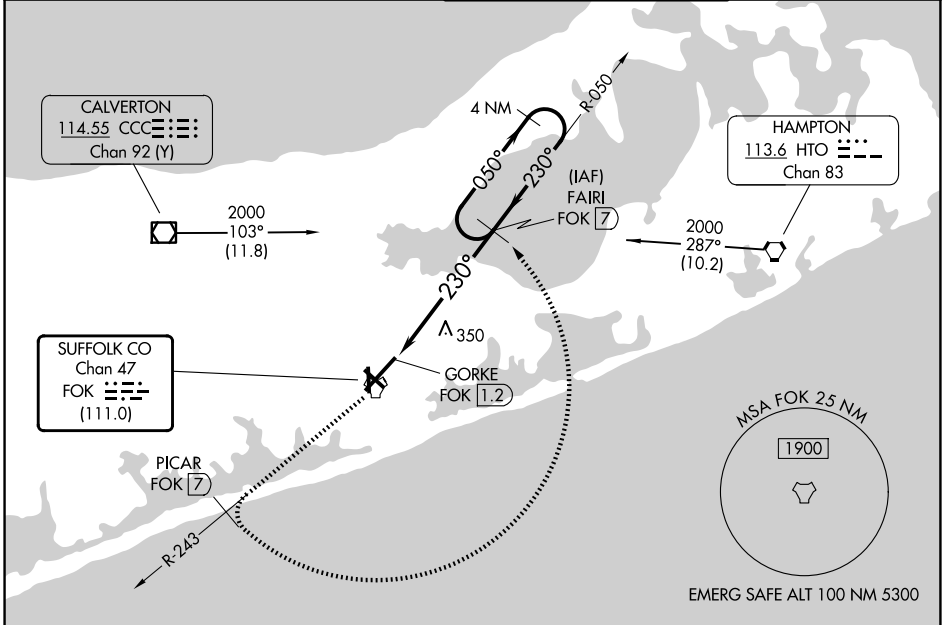 CALVERTON
114.55 CCC
Chan 92 (Y)
2000
103°
(11.8)
4 NM
R-050
050°
230°
(IAF)
FAIRI
FOK 7
HAMPTON
113.6 HTO
Chan 83
2000
287°
(10.2)
230°
350
SUFFOLK CO
Chan 47
FOK
(111.0)
GORKE
FOK 1.2
PICAR
FOK 7
R-243
MSA FOK 25 NM
1900
EMERG SAFE ALT 100 NM 5300